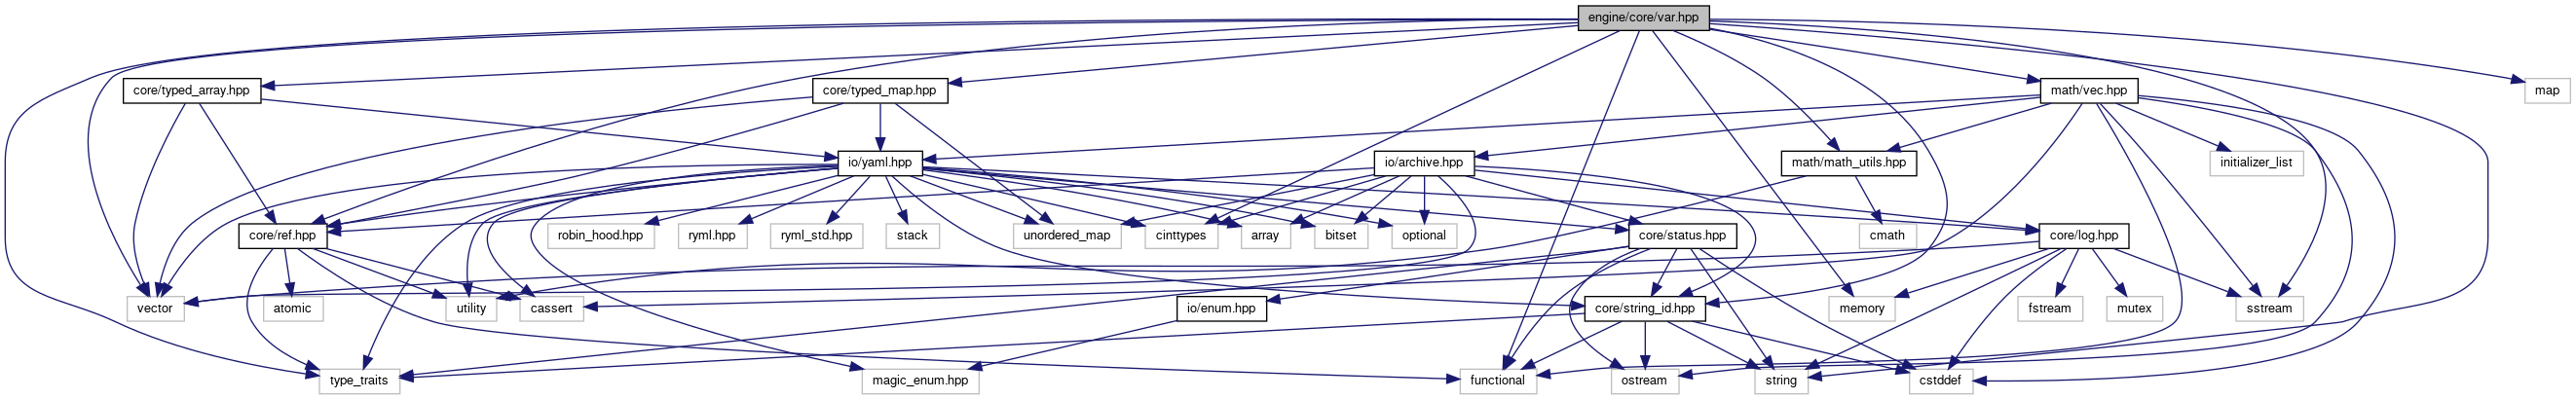 engine/core/var.hpp
core/typed_array.hpp
core/typed_map.hpp
math/vec.hpp
map
io/yaml.hpp
io/archive.hpp
math/math_utils.hpp
initializer_list
core/ref.hpp
robin_hood.hpp
ryml.hpp
ryml_std.hpp
stack
unordered_map
cinttypes
array
bitset
optional
core/status.hpp
cmath
core/log.hpp
vector
atomic
utility
cassert
io/enum.hpp
core/string_id.hpp
memory
fstream
mutex
sstream
type_traits
magic_enum.hpp
functional
ostream
string
cstddef